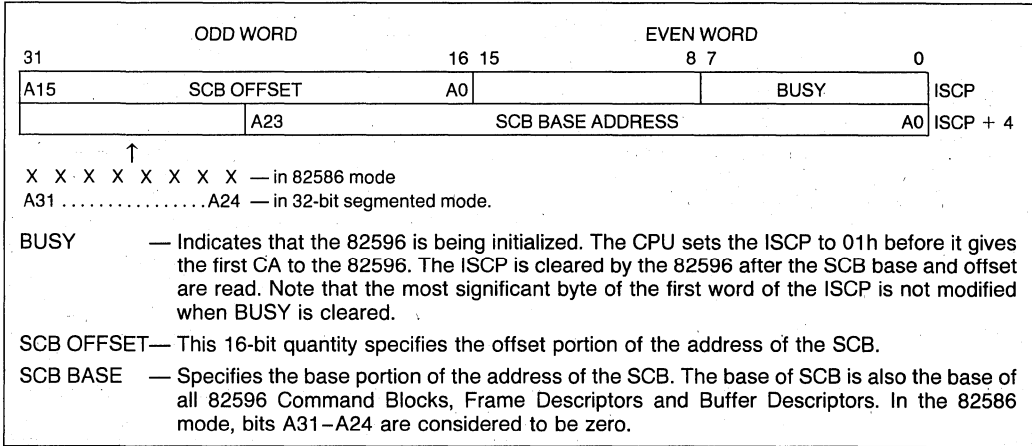 ODD WORD EVEN WORD
31 16 15 8 7 0
A15 SCB OFFSET A0 BUSY ISCP
A23 SCB BASE ADDRESS A0 ISCP + 4
↑
X X X X X X X X — in 82586 mode
A31 ................A24 — in 32-bit segmented mode.
BUSY — Indicates that the 82596 is being initialized. The CPU sets the ISCP to 01h before it gives
the first CA to the 82596. The ISCP is cleared by the 82596 after the SCB base and offset
are read. Note that the most significant byte of the first word of the ISCP is not modified
when BUSY is cleared.
SCB OFFSET— This 16-bit quantity specifies the offset portion of the address of the SCB.
SCB BASE — Specifies the base portion of the address of the SCB. The base of SCB is also the base of
all 82596 Command Blocks, Frame Descriptors and Buffer Descriptors. In the 82586
mode, bits A31–A24 are considered to be zero.